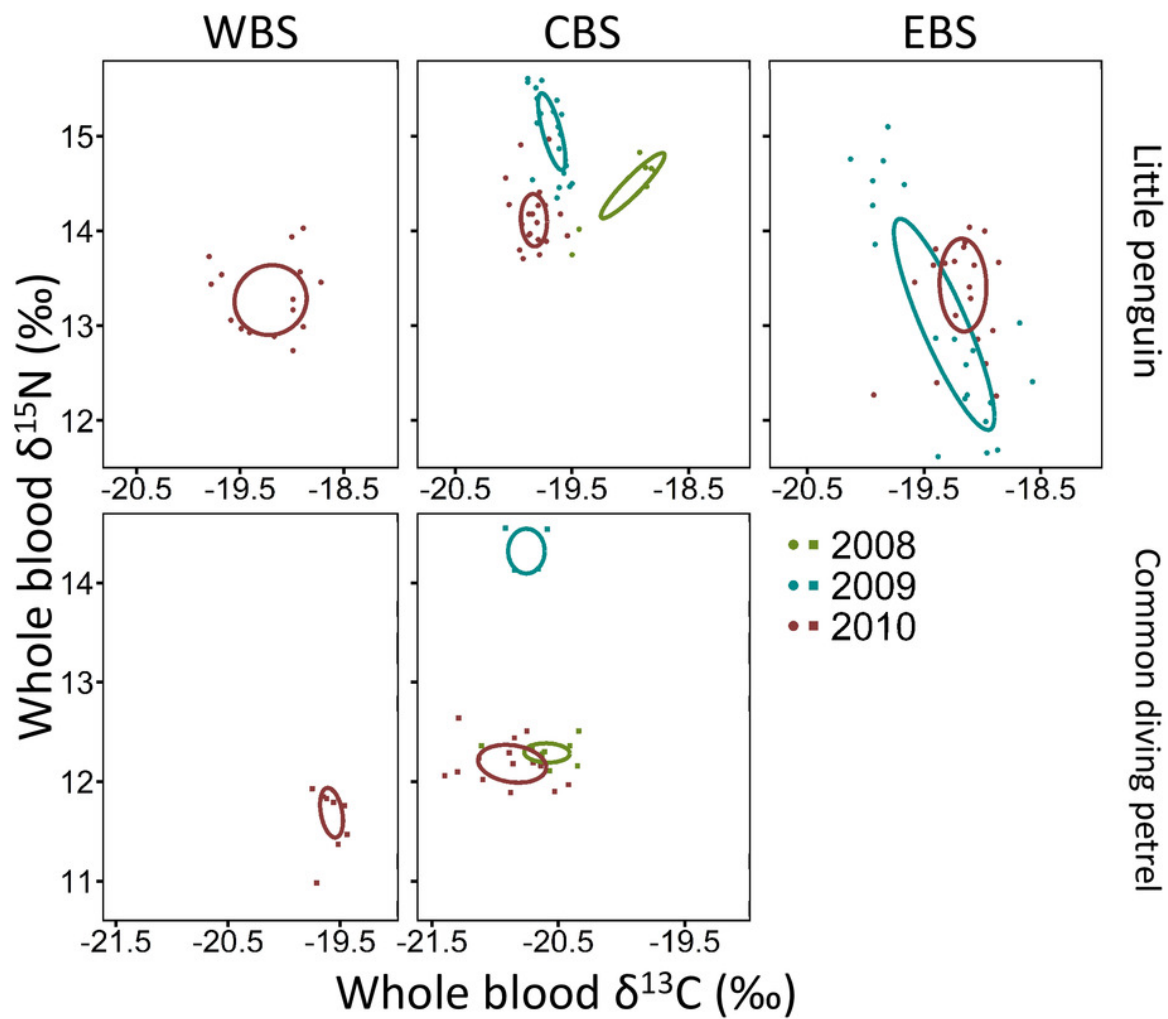 WBS CBS EBS
15
14
13
12
-20.5 -19.5 -18.5 -20.5 -19.5 -18.5 -20.5 -19.5 -18.5
Little penguin
14
13
12
11
-21.5 -20.5 -19.5 -21.5 -20.5 -19.5
2008
2009
2010
Common diving petrel
Whole blood δ¹⁵N (‰)
Whole blood δ¹³C (‰)